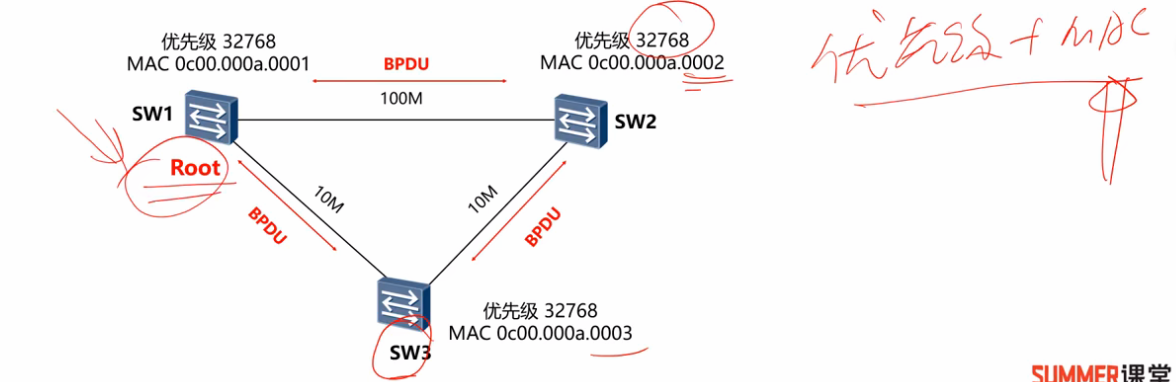 优先级 32768
MAC 0c00.000a.0001
优先级 32768
MAC 0c00.000a.0002
优先级 + MAC
BPDU
100M
SW1
SW2
Root
10M
10M
BPDU
BPDU
优先级 32768
MAC 0c00.000a.0003
SW3
SUMMER课堂